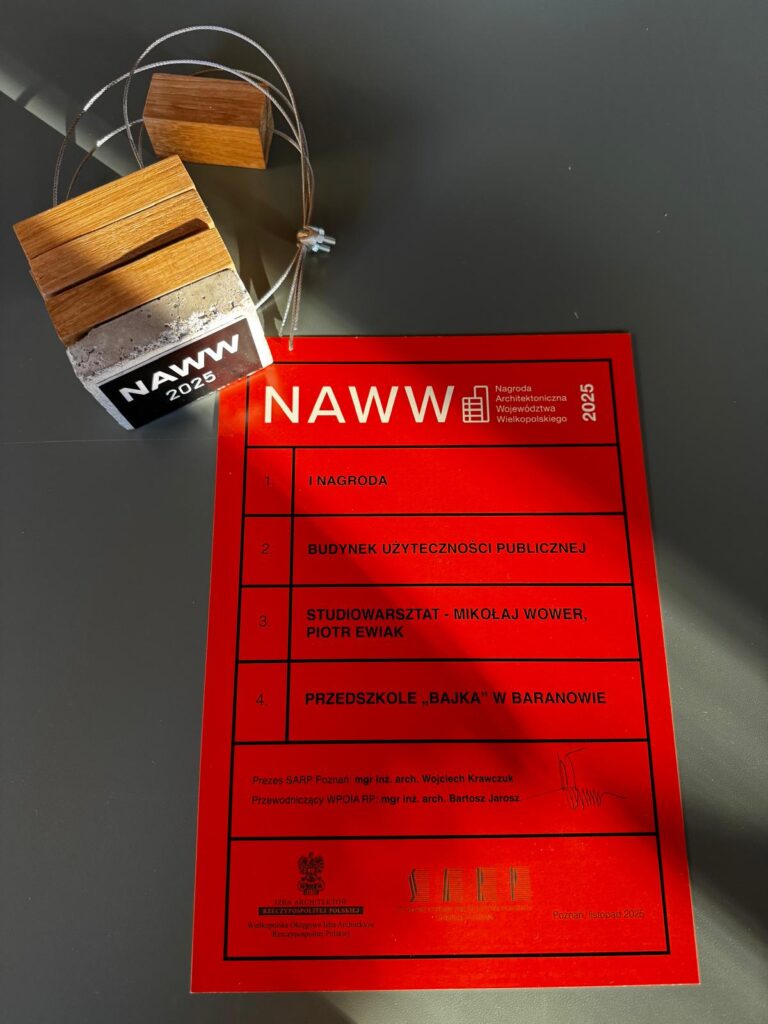 NAWW
2025
NAWW
Nagroda
Architektoniczna
Województwa
Wielkopolskiego
2025
1. I NAGRODA
2. BUDYNEK UŻYTECZNOŚCI PUBLICZNEJ
3. STUDIOWARSZTAT - MIKOŁAJ WOWER,
PIOTR EWIAK
4. PRZEDSZKOLE „BAJKA” W BARANOWIE
Prezes SARP Poznań: mgr inż. arch. Wojciech Krawczuk
Przewodniczący WPOIA RP: mgr inż. arch. Bartosz Jarosz
IZBA ARCHITEKTÓW
RZECZYPOSPOLITEJ POLSKIEJ
Wielkopolska Okręgowa Izba Architektów
Rzeczypospolitej Polskiej
SARP
Poznań, listopad 2025